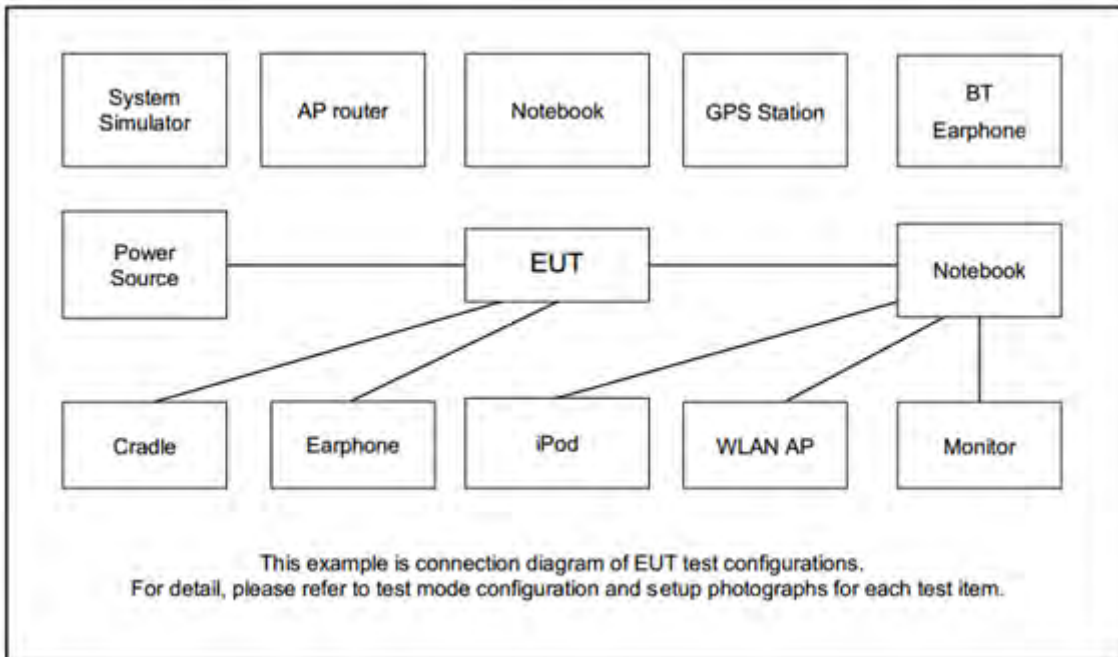 System
Simulator
AP router
Notebook
GPS Station
BT
Earphone
Power
Source
EUT
Notebook
Cradle
Earphone
iPod
WLAN AP
Monitor
This example is connection diagram of EUT test configurations.
For detail, please refer to test mode configuration and setup photographs for each test item.